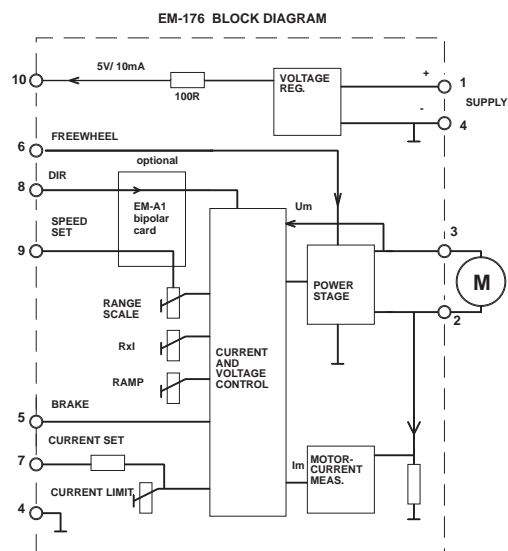 EM-176 BLOCK DIAGRAM
10
5V/ 10mA
100R
VOLTAGE
REG.
+
1
SUPPLY
-
4
6
FREEWHEEL
optional
8
DIR
EM-A1
bipolar
card
SPEED
SET
9
Um
3
POWER
STAGE
M
2
RANGE
SCALE
RxI
RAMP
CURRENT
AND
VOLTAGE
CONTROL
BRAKE
5
CURRENT SET
7
CURRENT LIMIT
Im
MOTOR-
CURRENT
MEAS.
4